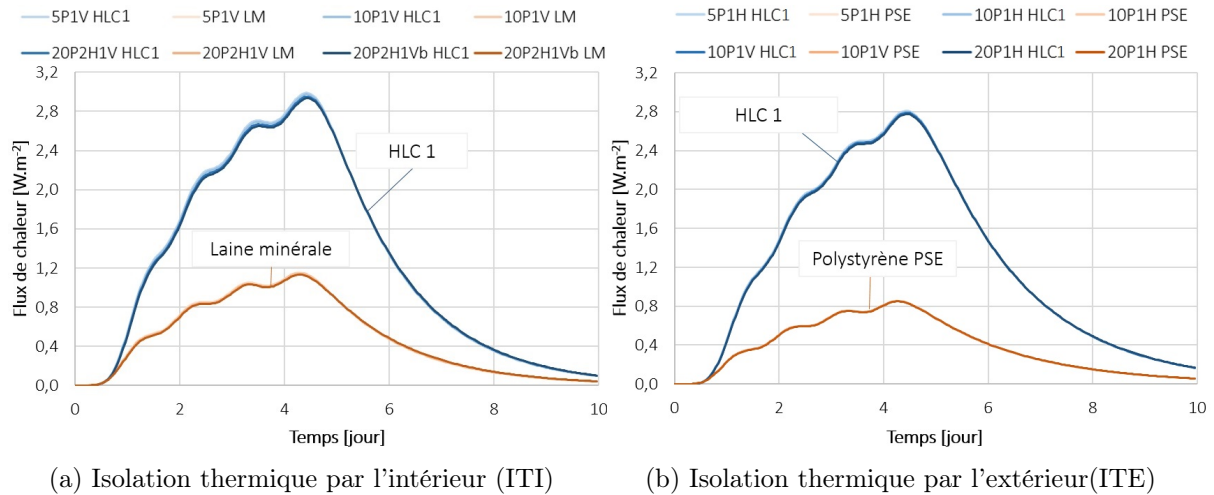 5P1V HLC1 5P1V LM 10P1V HLC1 10P1V LM
20P2H1V HLC1 20P2H1V LM 20P2H1Vb HLC1 20P2H1Vb LM
3,2
2,8
2,4
2,0
1,6
1,2
0,8
0,4
0,0
Flux de chaleur [W.m-2]
HLC 1
Laine minérale
0 2 4 6 8 10
Temps [jour]
(a) Isolation thermique par l'intérieur (ITI)
5P1H HLC1 5P1H PSE 10P1H HLC1 10P1H PSE
10P1V HLC1 10P1V PSE 20P1H HLC1 20P1H PSE
3,2
2,8
2,4
2,0
1,6
1,2
0,8
0,4
0,0
Flux de chaleur [W.m-2]
HLC 1
Polystyrène PSE
0 2 4 6 8 10
Temps [jour]
(b) Isolation thermique par l'extérieur(ITE)